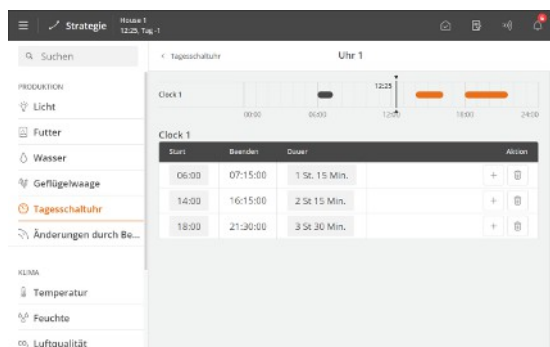 Strategie
House 1
12:25, Tag -1
Suchen
PRODUKTION
Licht
Futter
Wasser
Geflügelwaage
Tagesschaltuhr
Änderungen durch Be...
KLIMA
Temperatur
Feuchte
CO₂ Luftqualität
< Tagesschaltuhr
Uhr 1
Clock 1
12:25
00:00 06:00 12:00 18:00 24:00
Clock 1
Start Beenden Dauer Aktion
06:00 07:15:00 1 St. 15 Min. +
14:00 16:15:00 2 St 15 Min. +
18:00 21:30:00 3 St 30 Min. +